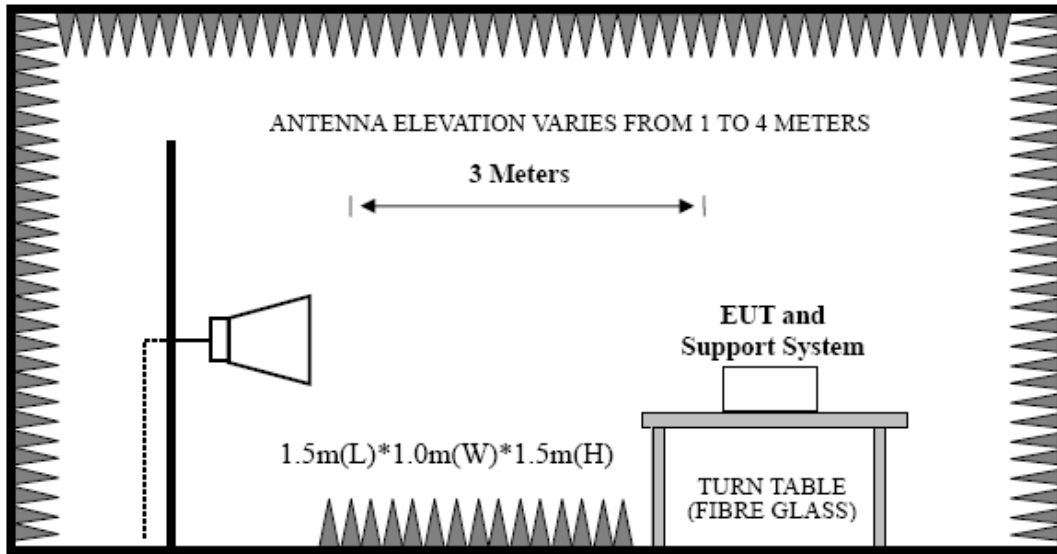 ANTENNA ELEVATION VARIES FROM 1 TO 4 METERS
3 Meters
EUT and
Support System
1.5m(L)*1.0m(W)*1.5m(H)
TURN TABLE
(FIBRE GLASS)